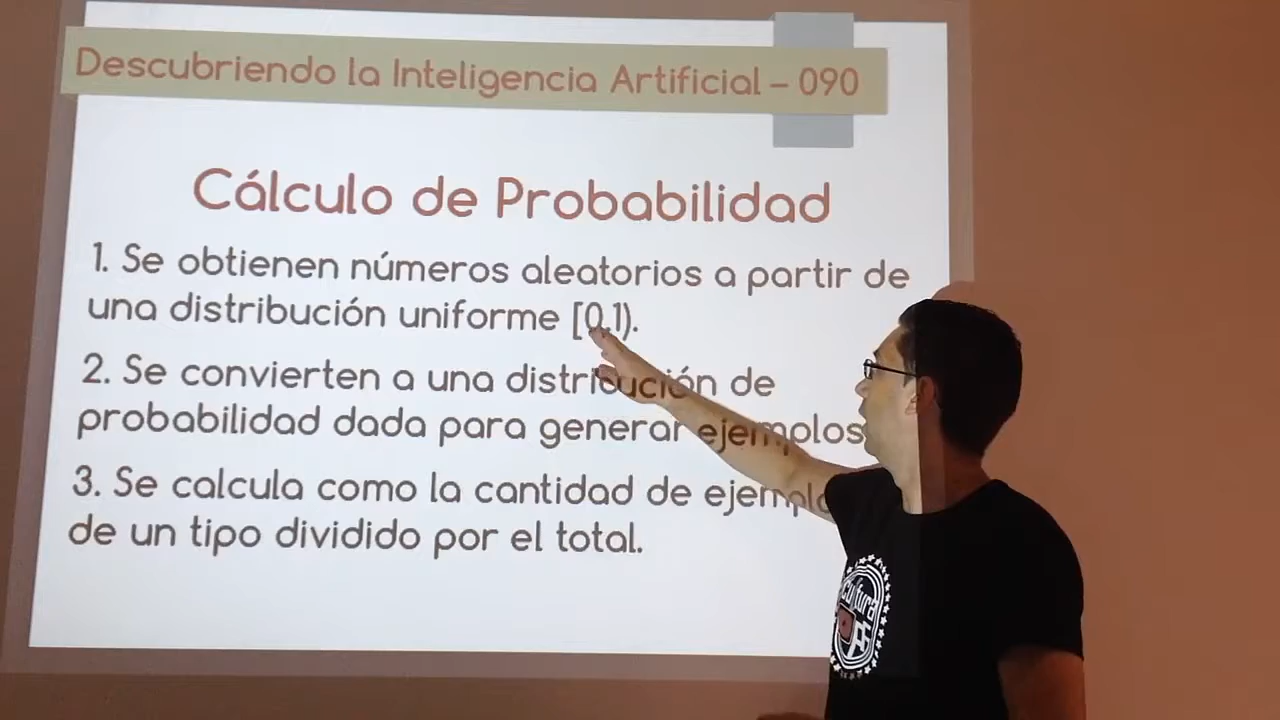 Descubriendo la Inteligencia Artificial – 090
Cálculo de Probabilidad
1. Se obtienen números aleatorios a partir de
una distribución uniforme [0,1).
2. Se convierten a una distribución de
probabilidad dada para generar ejemplos
3. Se calcula como la cantidad de
de un tipo dividido por el total.
Cultura